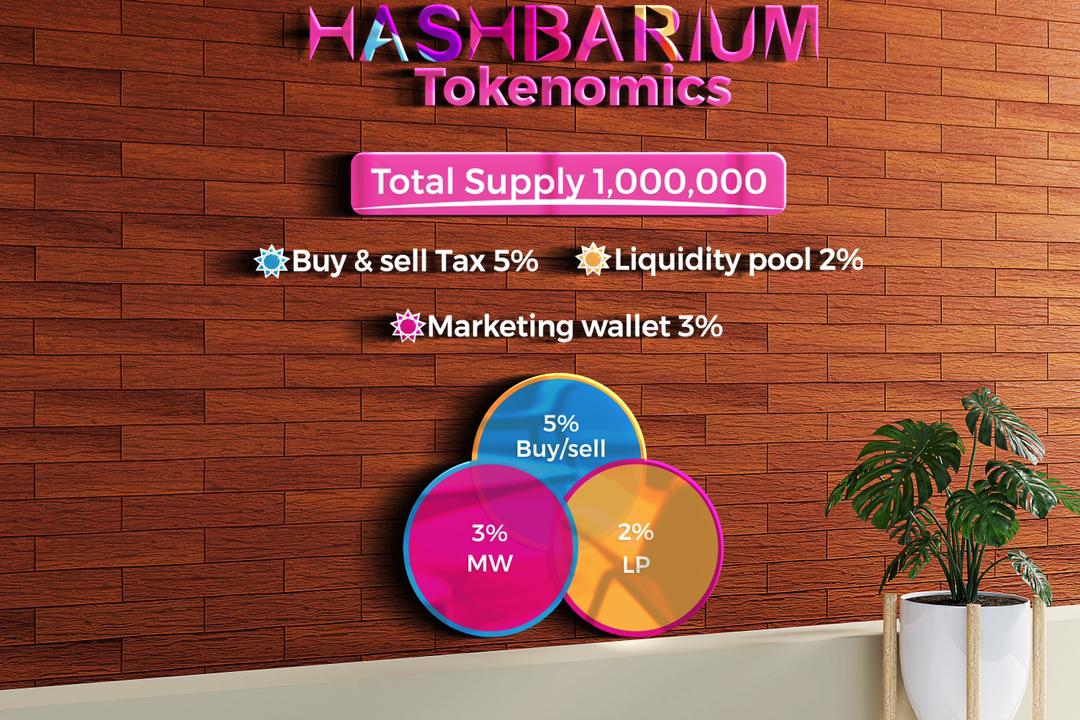 HASHBARIUM
Tokenomics
Total Supply 1,000,000
Buy & sell Tax 5%
Liquidity pool 2%
Marketing wallet 3%
5%
Buy/sell
3%
MW
2%
LP